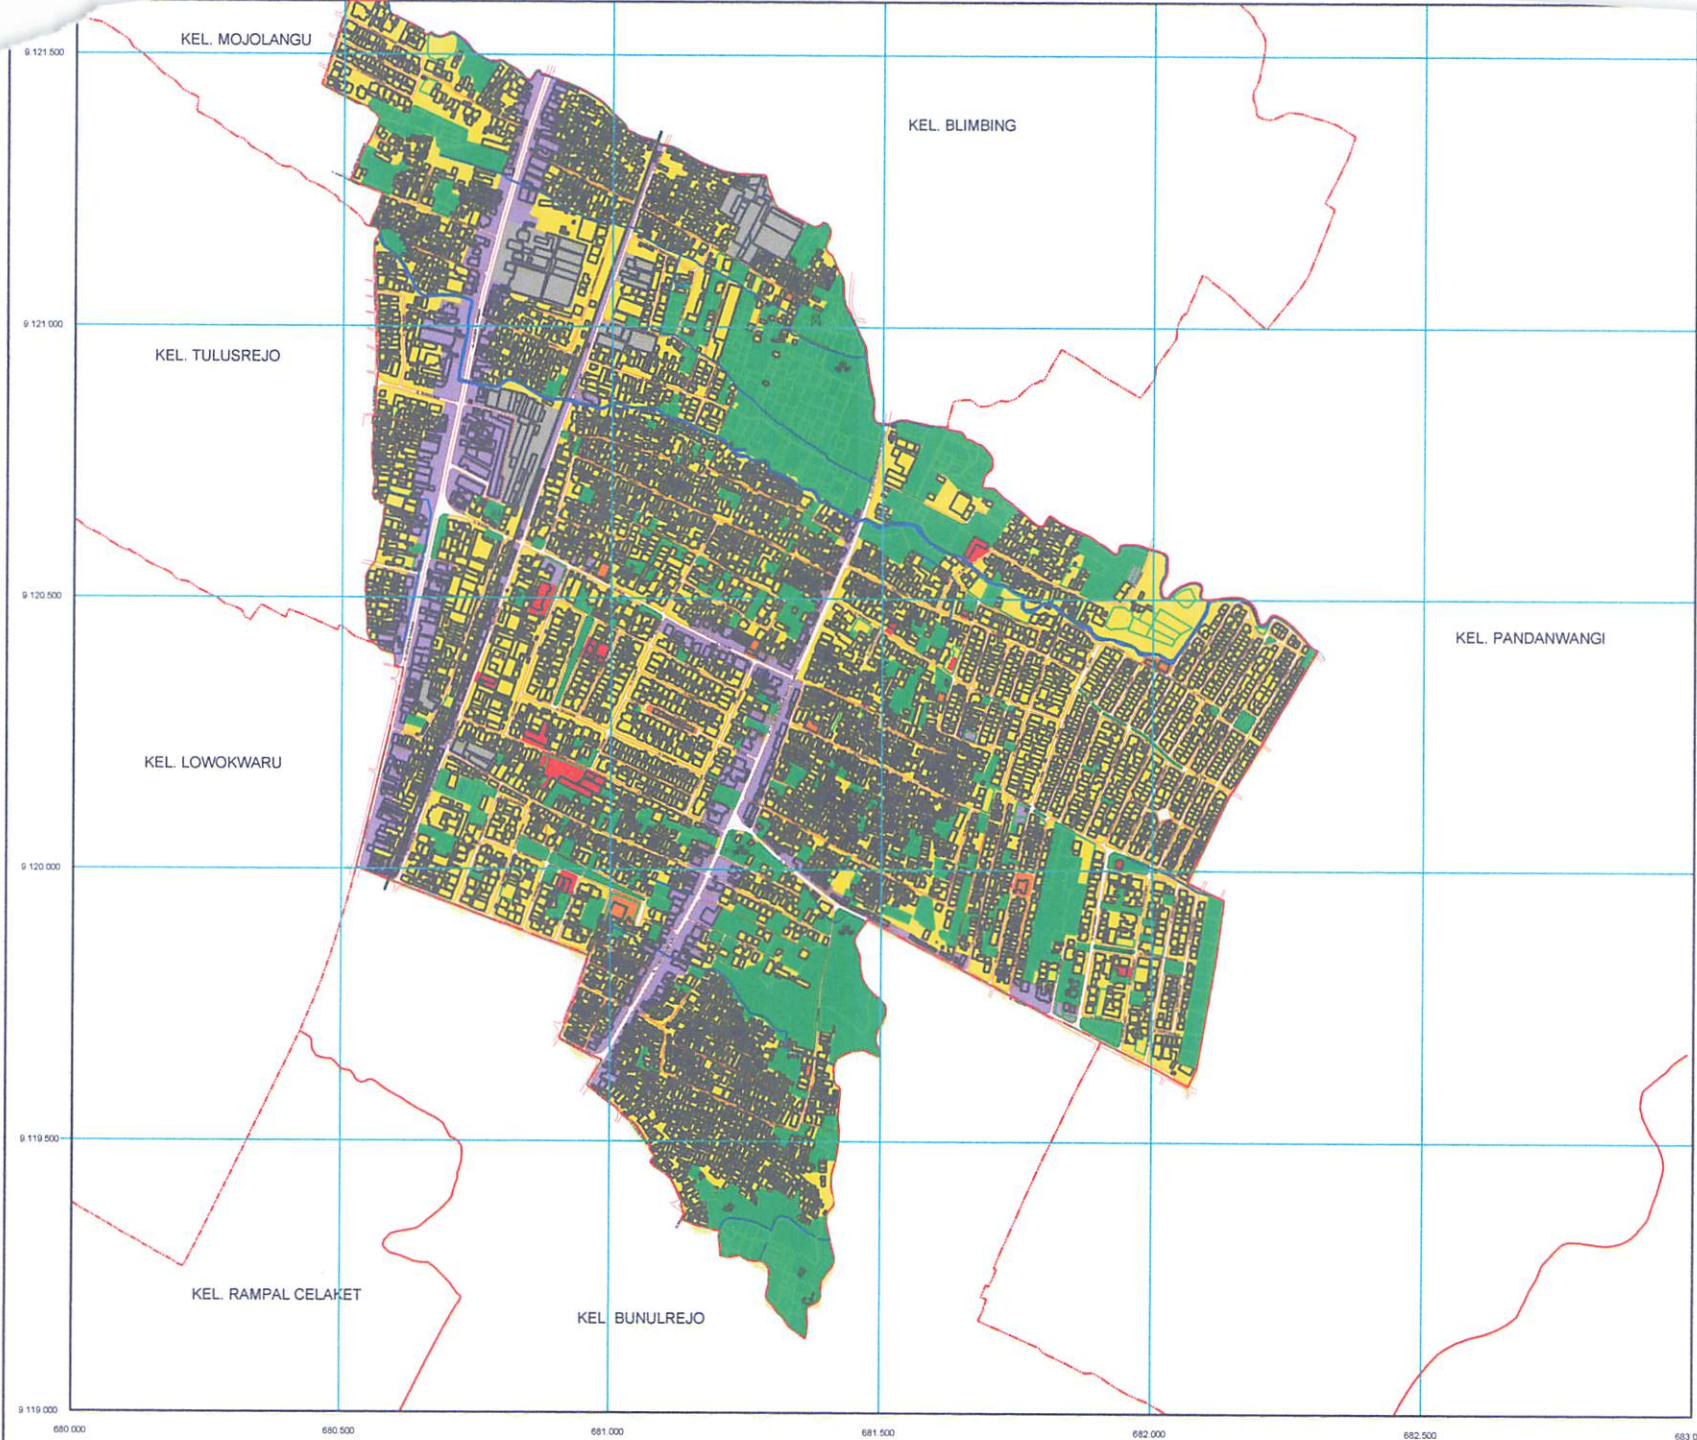 KEL. MOJOLANGU
9.121.500
KEL. BLIMBING
9.121 000
KEL. TULUSREJO
9.120.500
KEL. PANDANWANGI
KEL. LOWOKWARU
9.120 000
9.119.500
KEL. RAMPAL CELAKET
KEL. BUNULREJO
9.119 000
680 000
680.500
681 000
681.500
682.000
682.500